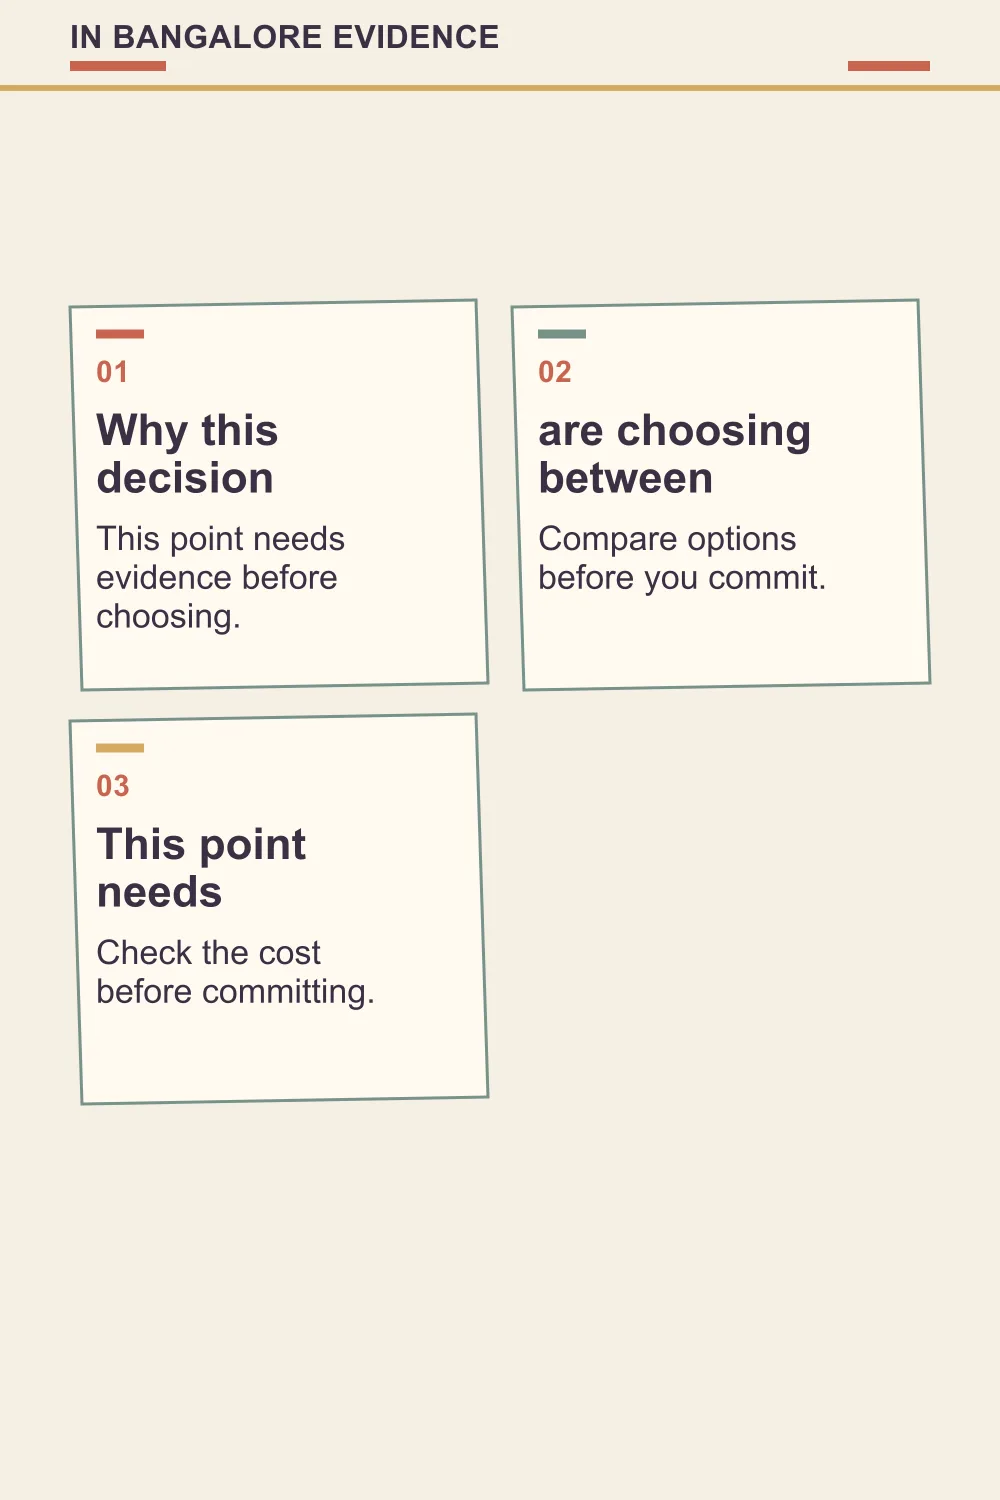 IN BANGALORE EVIDENCE
01
Why this
decision
This point needs
evidence before
choosing.
02
are choosing
between
Compare options
before you commit.
03
This point
needs
Check the cost
before committing.